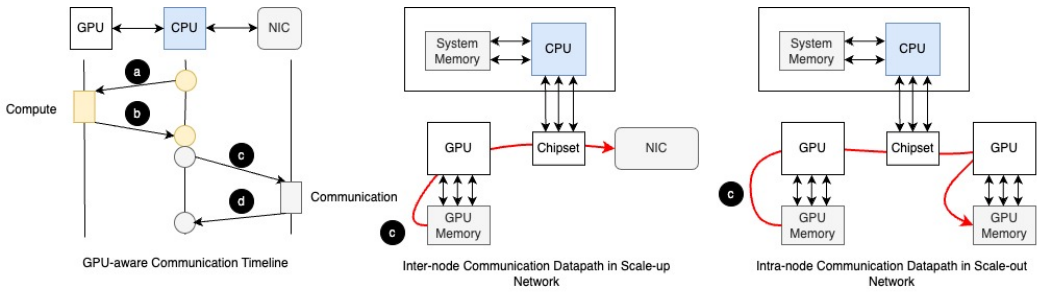 GPU
CPU
NIC
a
Compute
b
c
d
Communication
GPU-aware Communication Timeline
System
Memory
CPU
GPU
Chipset
NIC
c
GPU
Memory
Inter-node Communication Datapath in Scale-up
Network
System
Memory
CPU
GPU
Chipset
GPU
c
GPU
Memory
GPU
Memory
Intra-node Communication Datapath in Scale-out
Network